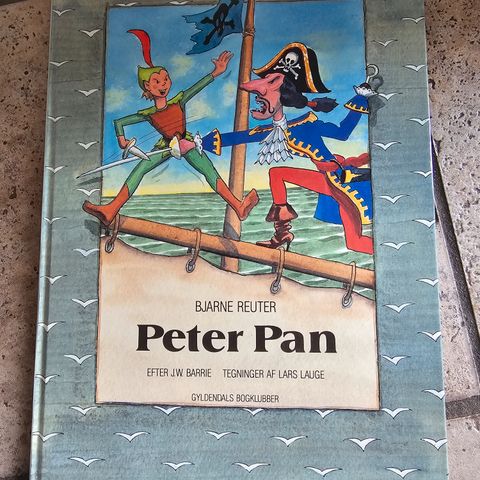 BJARNE REUTER
Peter Pan
EFTER J.W. BARRIE TEGNINGER AF LARS LAUGE
GYLDENDALS BOGKLUBBER